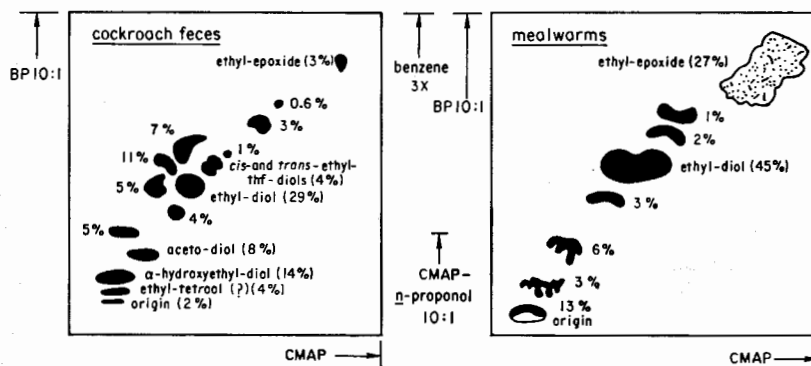 cockroach feces
BP10:1
ethyl-epoxide (3%)
0.6%
3%
7%
1%
11%
cis-and trans-ethyl-
thf-diols (4%)
5%
ethyl-diol (29%)
4%
5%
aceto-diol (8%)
α-hydroxyethyl-diol (14%)
ethyl-tetrool (?)(4%)
origin (2%)
CMAP
mealworms
benzene
3X
BP10:1
ethyl-epoxide (27%)
1%
2%
ethyl-diol (45%)
3%
6%
CMAP-
n-proponol
10:1
3%
13%
origin
CMAP